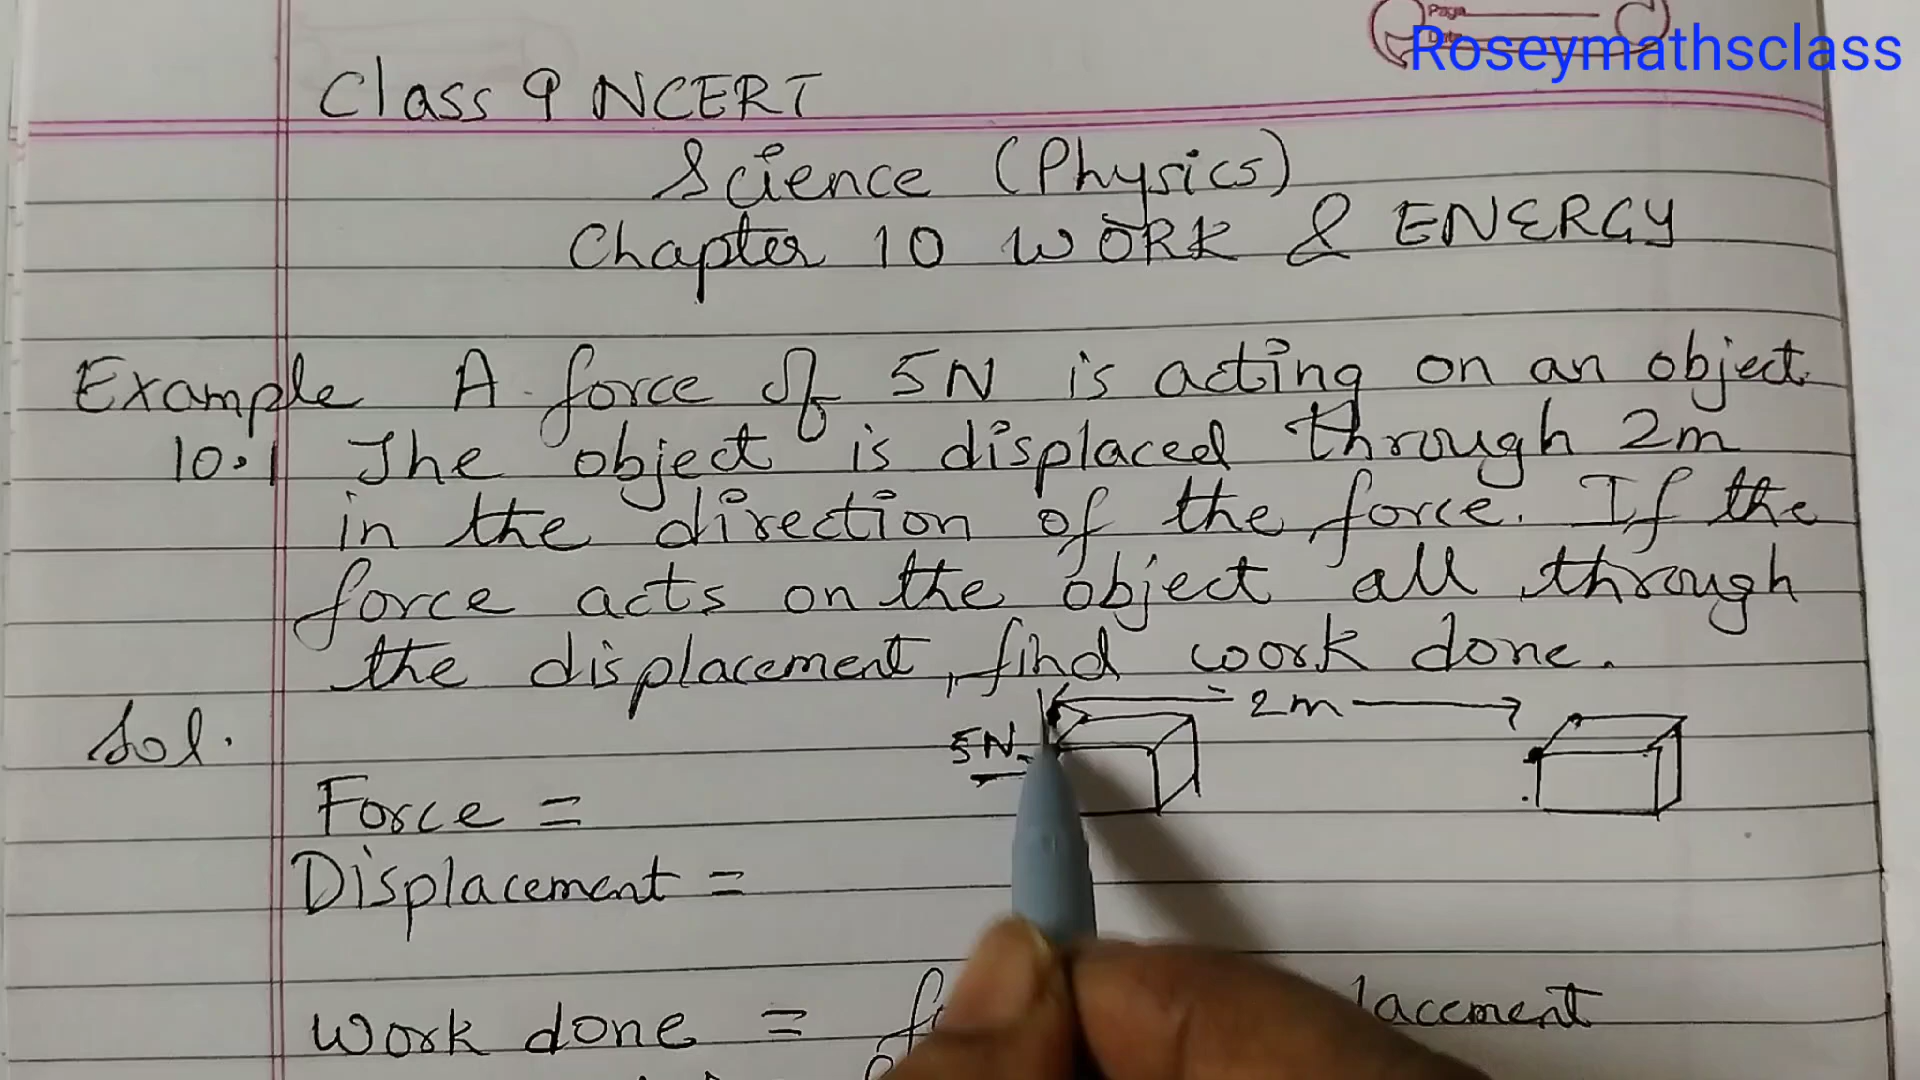 Page
Date
Roseymathsclass
Class 9 NCERT
Science (Physics)
Chapter 10 WORK & ENERGY
Example A force of 5N is acting on an object.
10.1 The object is displaced through 2m
in the direction of the force. If the
force acts on the object all through
the displacement, find work done.
Sol.
2m
5N
Force =
Displacement =
Work done =